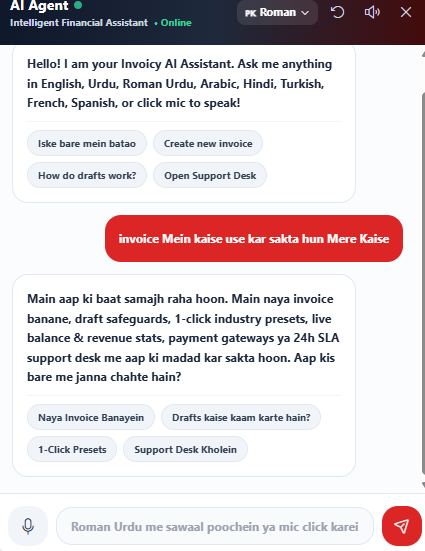 AI Agent
Intelligent Financial Assistant • Online
PK Roman
Hello! I am your Invoicy AI Assistant. Ask me anything
in English, Urdu, Roman Urdu, Arabic, Hindi, Turkish,
French, Spanish, or click mic to speak!
Iske bare mein batao
Create new invoice
How do drafts work?
Open Support Desk
invoice Mein kaise use kar sakta hun Mere Kaise
Main aap ki baat samajh raha hoon. Main naya invoice
banane, draft safeguards, 1-click industry presets, live
balance & revenue stats, payment gateways ya 24h SLA
support desk me aap ki madad kar sakta hoon. Aap kis
bare me janna chahte hain?
Naya Invoice Banayein
Drafts kaise kaam karte hain?
1-Click Presets
Support Desk Kholein
Roman Urdu me sawaal poochein ya mic click karei